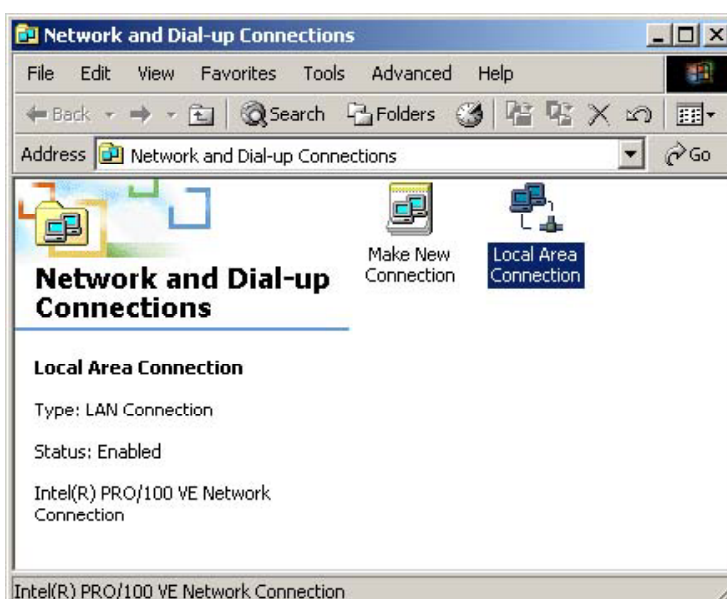 Network and Dial-up Connections
File Edit View Favorites Tools Advanced Help
Back Search Folders
Address Network and Dial-up Connections Go
Make New
Connection
Local Area
Connection
Network and Dial-up
Connections
Local Area Connection
Type: LAN Connection
Status: Enabled
Intel(R) PRO/100 VE Network
Connection
Intel(R) PRO/100 VE Network Connection